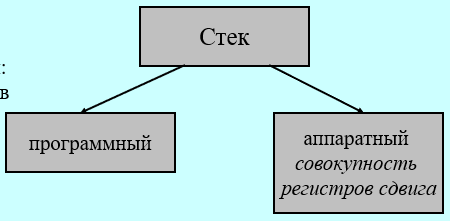 Стек
:
в
программный
аппаратный
совокупность
регистров сдвига